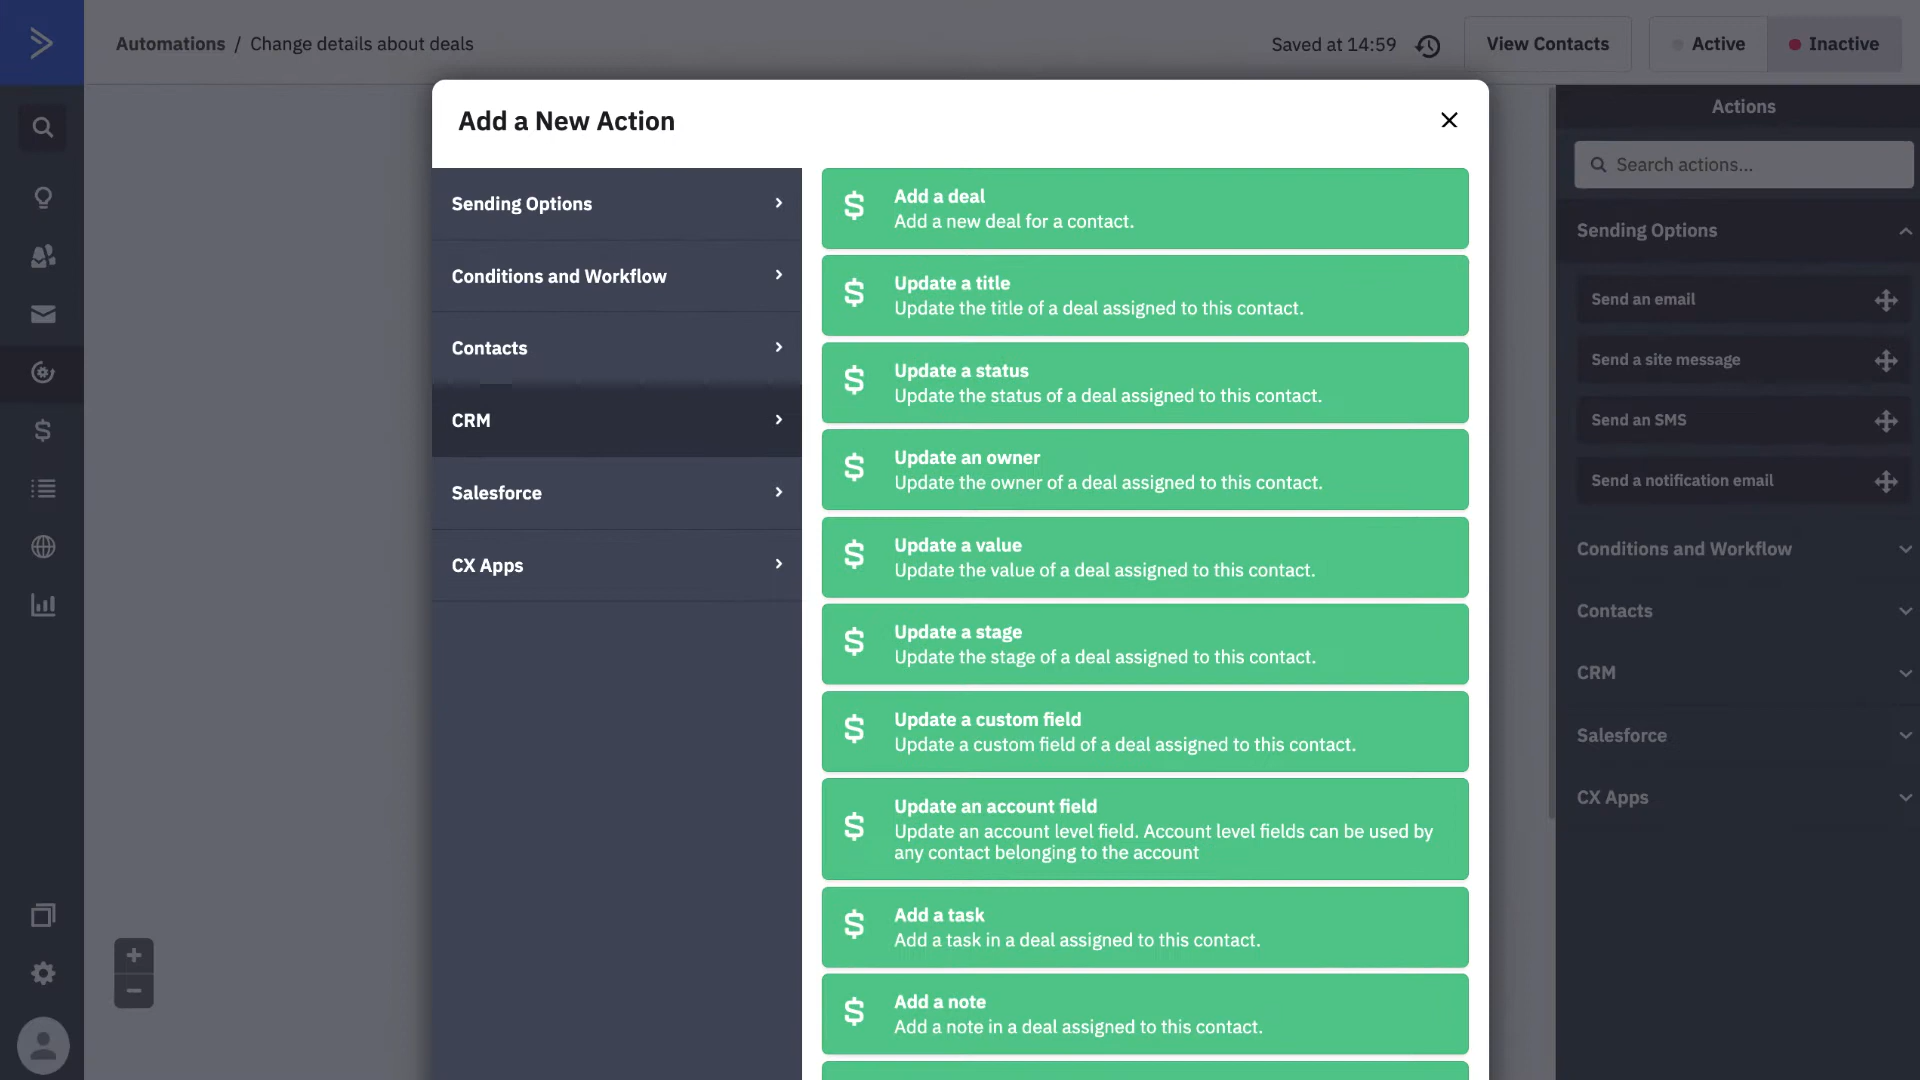 Automations / Change details about deals
Saved at 14:59
View Contacts
Active
Inactive
Add a New Action
Sending Options
Conditions and Workflow
Contacts
CRM
Salesforce
CX Apps
Add a deal
Add a new deal for a contact.
Update a title
Update the title of a deal assigned to this contact.
Update a status
Update the status of a deal assigned to this contact.
Update an owner
Update the owner of a deal assigned to this contact.
Update a value
Update the value of a deal assigned to this contact.
Update a stage
Update the stage of a deal assigned to this contact.
Update a custom field
Update a custom field of a deal assigned to this contact.
Update an account field
Update an account level field. Account level fields can be used by
any contact belonging to the account
Add a task
Add a task in a deal assigned to this contact.
Add a note
Add a note in a deal assigned to this contact.
Actions
Search actions...
Sending Options
Send an email
Send a site message
Send an SMS
Send a notification email
Conditions and Workflow
Contacts
CRM
Salesforce
CX Apps